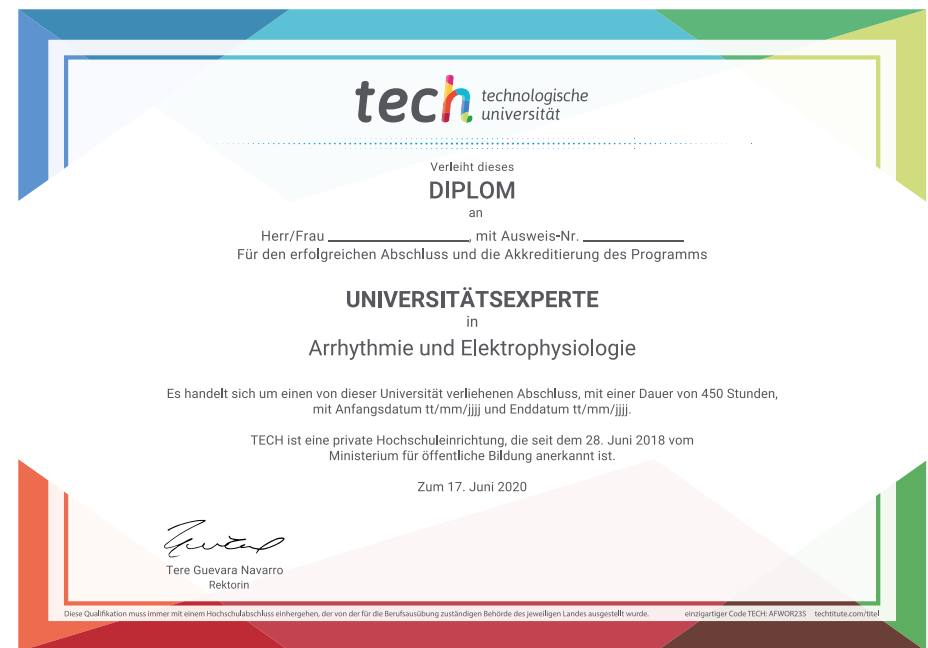 tech technologische
universität
Verleiht dieses
DIPLOM
an
Herr/Frau ____________, mit Ausweis-Nr. ____________
Für den erfolgreichen Abschluss und die Akkreditierung des Programms
UNIVERSITÄTSEXPERTE
in
Arrhythmie und Elektrophysiologie
Es handelt sich um einen von dieser Universität verliehenen Abschluss, mit einer Dauer von 450 Stunden,
mit Anfangsdatum tt/mm/jjjj und Enddatum tt/mm/jjjj.
TECH ist eine private Hochschuleinrichtung, die seit dem 28. Juni 2018 vom
Ministerium für öffentliche Bildung anerkannt ist.
Zum 17. Juni 2020
Tere Guevara Navarro
Rektorin
Diese Qualifikation muss immer mit einem Hochschulabschluss einhergehen, der von der für die Berufsausübung zuständigen Behörde des jeweiligen Landes ausgestellt wurde. einzigartiger Code TECH: AFWOR23S techtitute.com/titel